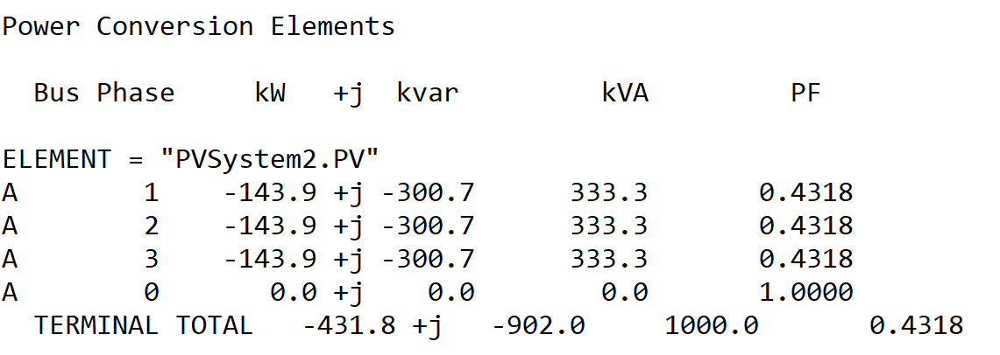 Power Conversion Elements
Bus Phase kW +j kvar kVA PF
ELEMENT = "PVSystem2.PV"
A 1 -143.9 +j -300.7 333.3 0.4318
A 2 -143.9 +j -300.7 333.3 0.4318
A 3 -143.9 +j -300.7 333.3 0.4318
A 0 0.0 +j 0.0 0.0 1.0000
TERMINAL TOTAL -431.8 +j -902.0 1000.0 0.4318